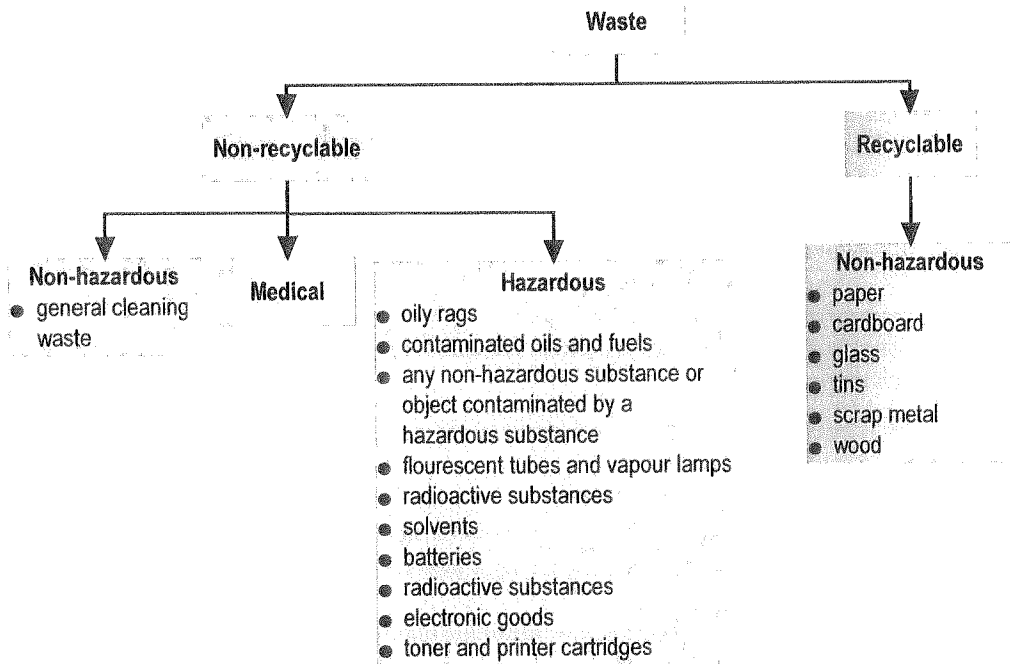 Waste
Non-recyclable
Recyclable
Non-hazardous
● general cleaning
waste
Medical
Hazardous
● oily rags
● contaminated oils and fuels
● any non-hazardous substance or
object contaminated by a
hazardous substance
● flourescent tubes and vapour lamps
● radioactive substances
● solvents
● batteries
● radioactive substances
● electronic goods
● toner and printer cartridges
Non-hazardous
● paper
● cardboard
● glass
● tins
● scrap metal
● wood